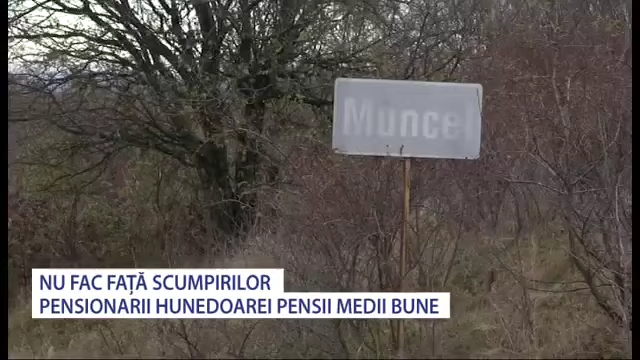 Muncel
NU FAC FAȚĂ SCUMPIRILOR
PENSIONARII HUNEDOAREI PENSII MEDII BUNE